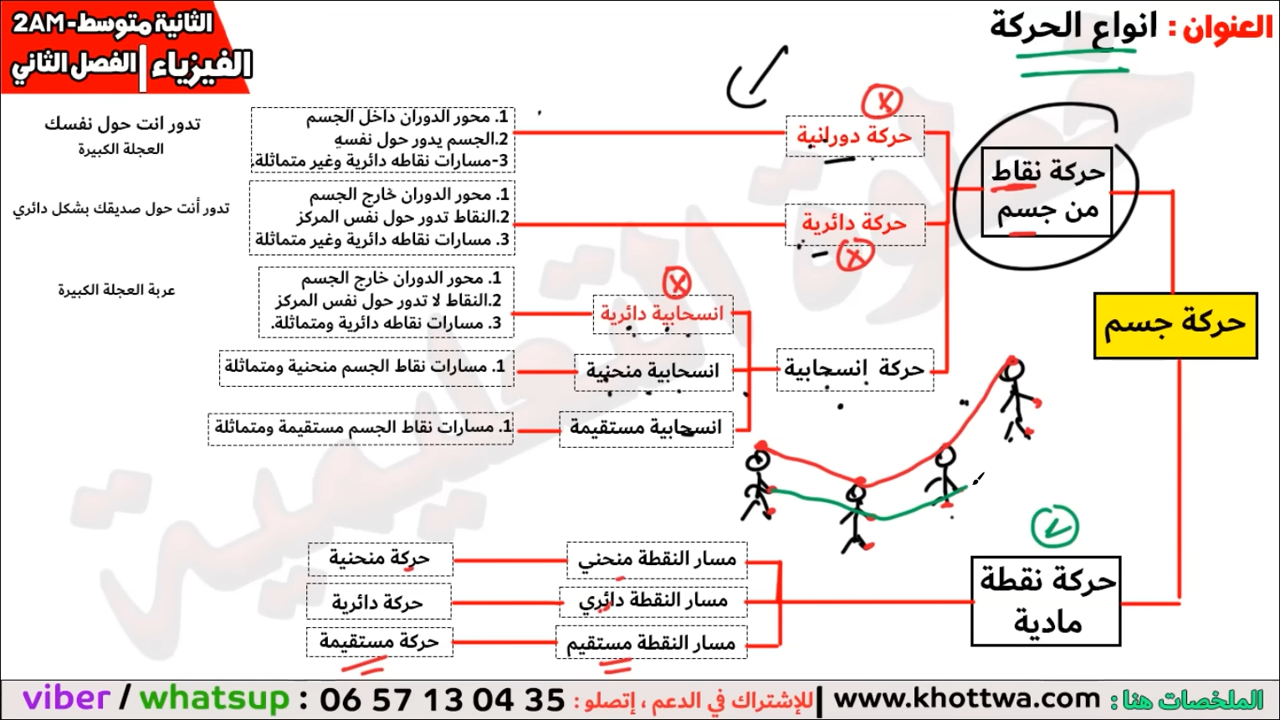 العنوان : انواع الحركة
الثانية متوسط-2AM
الفيزياء | الفصل الثاني
حركة جسم
حركة نقاط
من جسم
حركة دورانية
1. محور الدوران داخل الجسم
2.الجسم يدور حول نفسه
3-مسارات نقاطه دائرية وغير متماثلة.
تدور انت حول نفسك
العجلة الكبيرة
حركة دائرية
1. محور الدوران خارج الجسم
2.النقاط تدور حول نفس المركز
3. مسارات نقاطه دائرية وغير متماثلة
تدور أنت حول صديقك بشكل دائري
حركة انسحابية
انسحابية دائرية
1. محور الدوران خارج الجسم
2.النقاط لا تدور حول نفس المركز
3. مسارات نقاطه دائرية ومتماثلة.
عربة العجلة الكبيرة
انسحابية منحنية
1. مسارات نقاط الجسم منحنية ومتماثلة
انسحابية مستقيمة
1. مسارات نقاط الجسم مستقيمة ومتماثلة
حركة نقطة
مادية
مسار النقطة منحني
حركة منحنية
مسار النقطة دائري
حركة دائرية
مسار النقطة مستقيم
حركة مستقيمة
الملخصات هنا : www.khottwa.com | للإشتراك في الدعم ، إتصلو : 06 57 13 04 35 : viber / whatsup
خطوة التعليمية